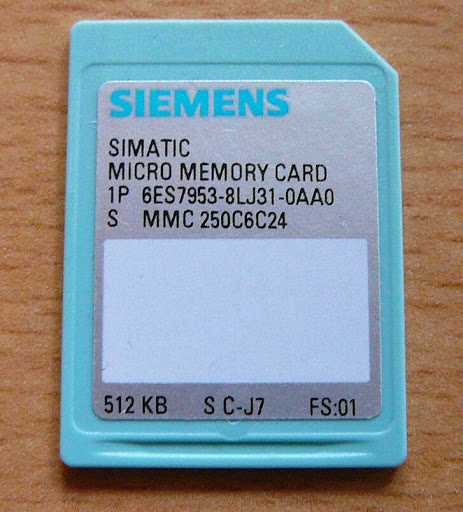 SIEMENS
SIMATIC
MICRO MEMORY CARD
1P 6ES7953-8LJ31-0AA0
S MMC 250C6C24
512 KB S C-J7 FS:01